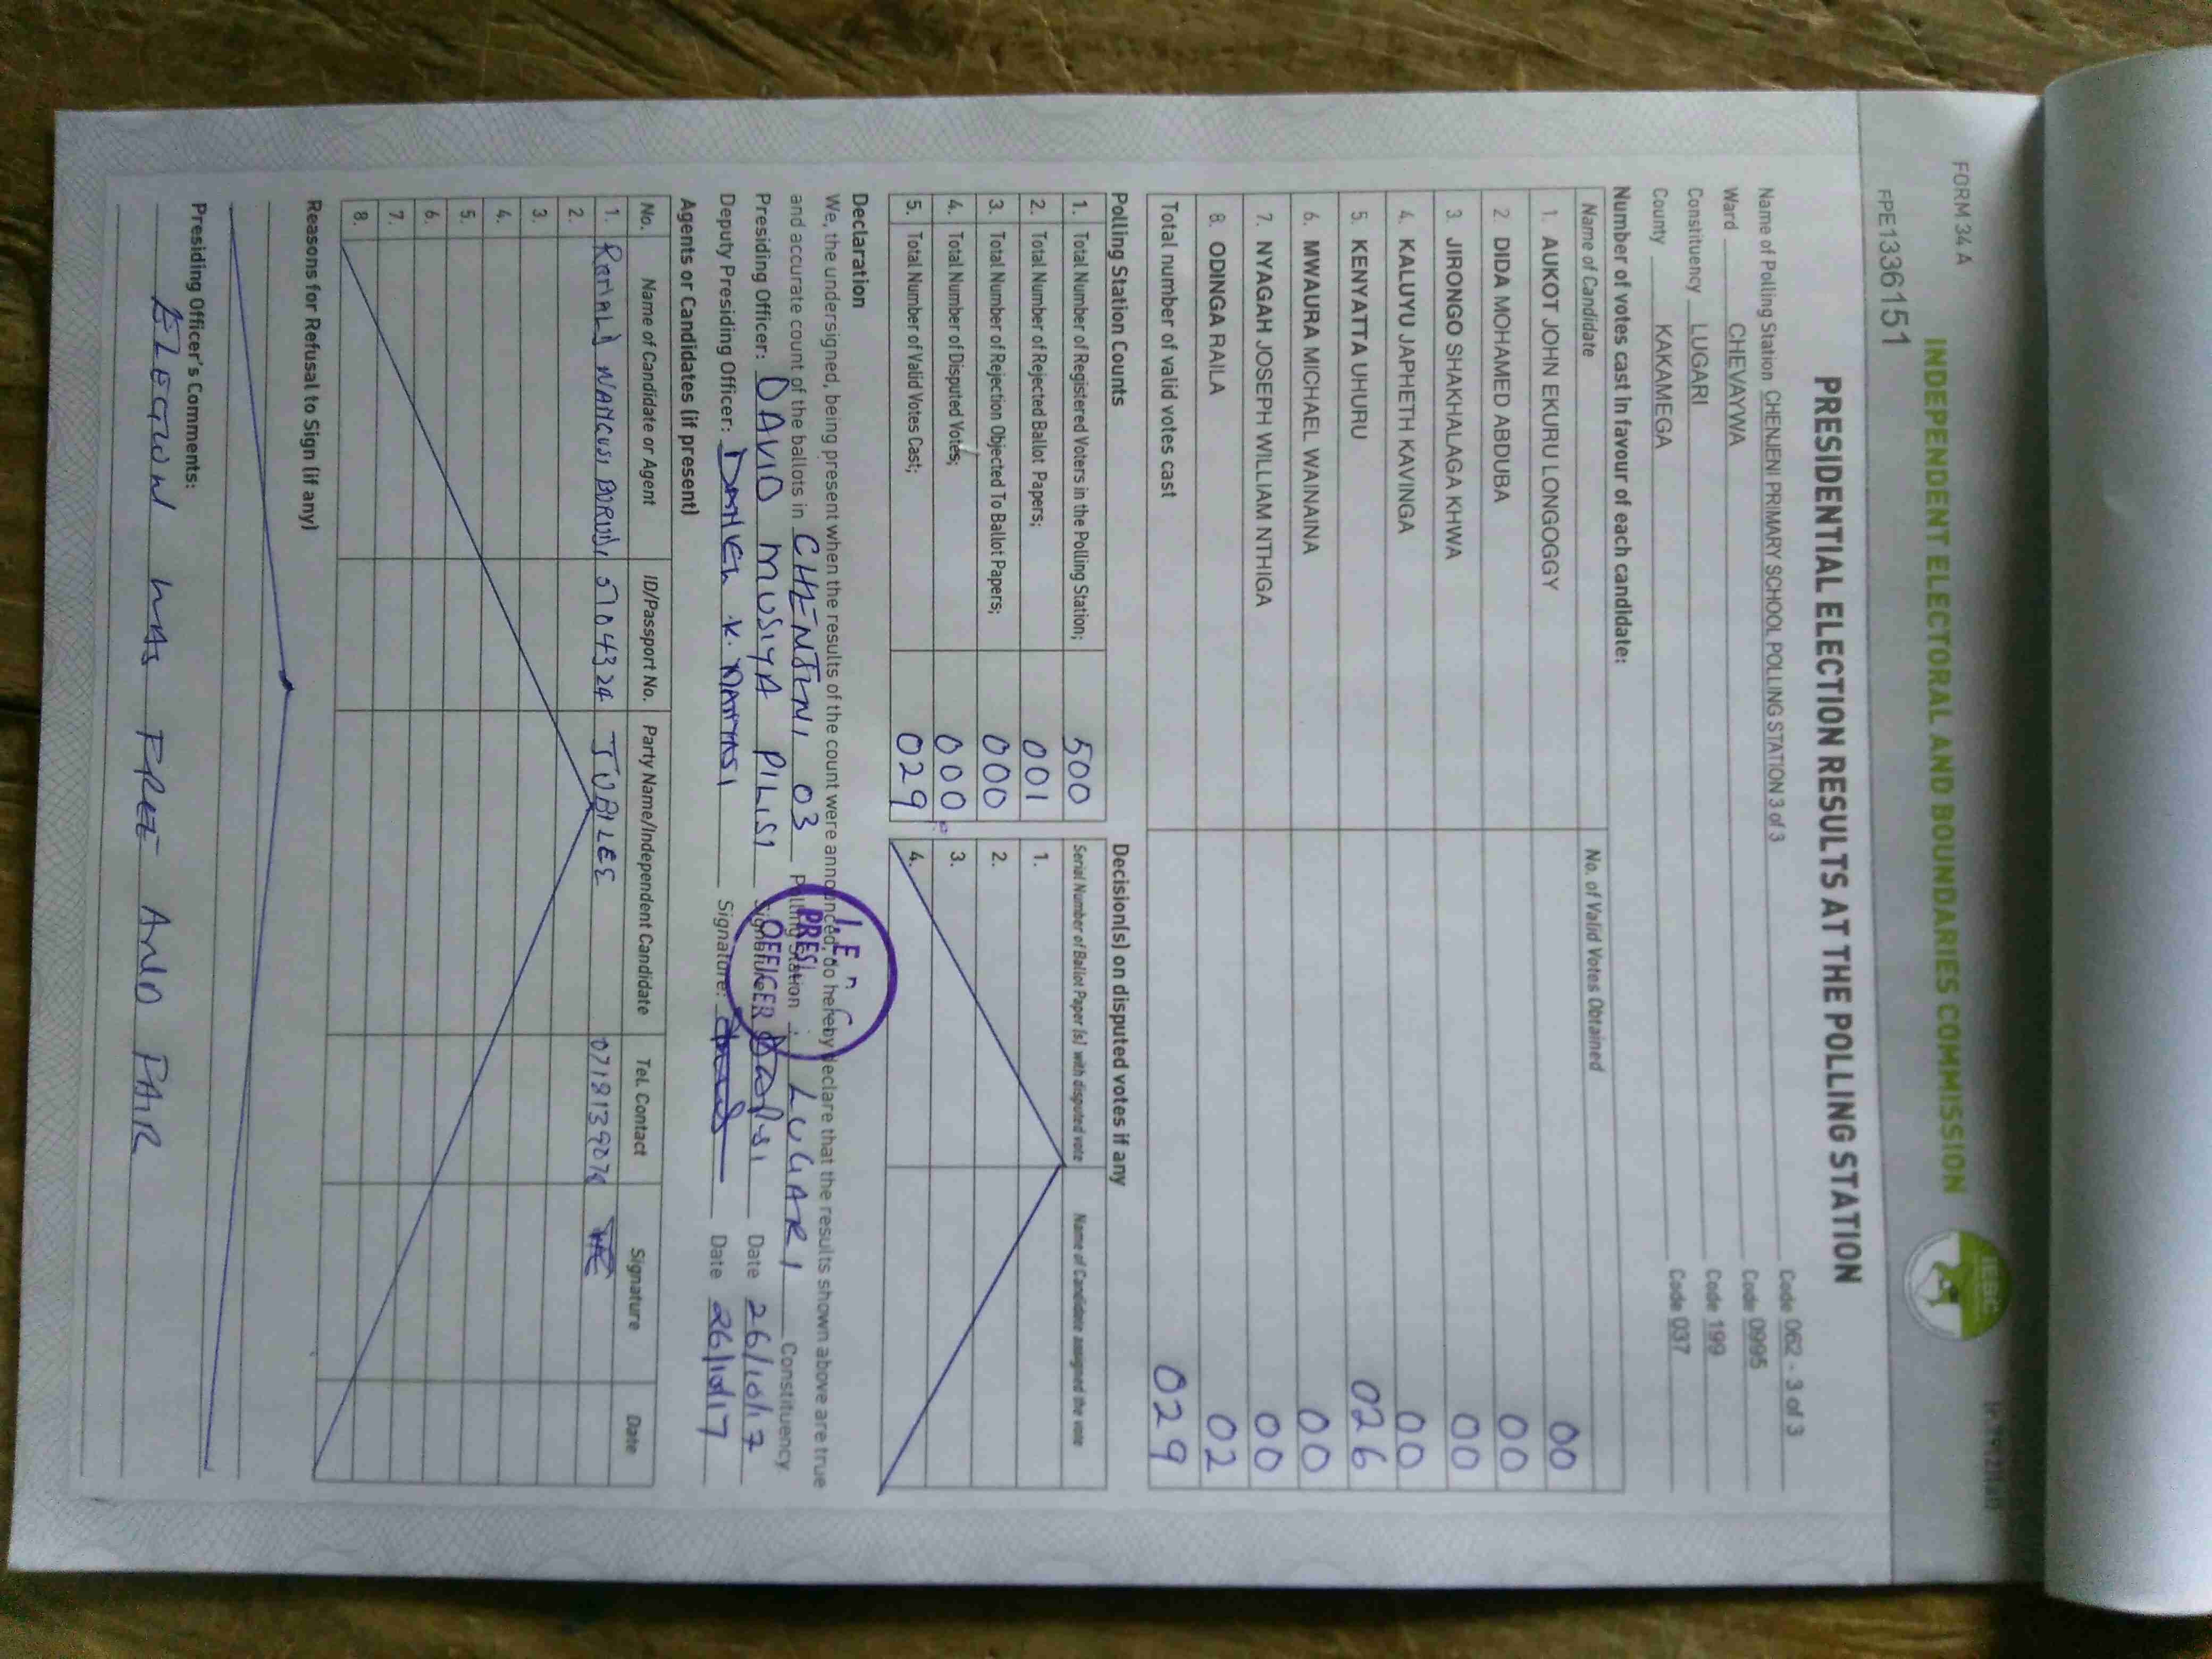 FORM 34 A
INDEPENDENT ELECTORAL AND BOUNDARIES COMMISSION
IEBC
FPE1336151
PRESIDENTIAL ELECTION RESULTS AT THE POLLING STATION
Name of Polling Station CHENJENI PRIMARY SCHOOL POLLING STATION 3 of 3 Code 062 - 3 of 3
Ward CHEVAYWA Code 0995
Constituency LUGARI Code 199
County KAKAMEGA Code 037
Number of votes cast in favour of each candidate:
Name of Candidate No. of Valid Votes Obtained
1. AUKOT JOHN EKURU LONGOGGY 00
2. DIDA MOHAMED ABDUBA 00
3. JIRONGO SHAKHALAGA KHWA 00
4. KALUYU JAPHETH KAVINGA 00
5. KENYATTA UHURU 026
6. MWAURA MICHAEL WAINAINA 00
7. NYAGAH JOSEPH WILLIAM NTHIGA 00
8. ODINGA RAILA 02
Total number of valid votes cast 029
Polling Station Counts
1. Total Number of Registered Voters in the Polling Station; 500
2. Total Number of Rejected Ballot Papers; 001
3. Total Number of Rejection Objected To Ballot Papers; 000
4. Total Number of Disputed Votes; 000
5. Total Number of Valid Votes Cast; 029
Decision(s) on disputed votes if any
Serial Number of Ballot Paper (s) with disputed vote Name of Candidate assigned the vote
1.
2.
3.
4.
Declaration
We, the undersigned, being present when the results of the count were announced, do hereby declare that the results shown above are true
and accurate count of the ballots in CHENJENI 03 Polling Station : LUGARI Constituency
Presiding Officer: DAVID MUSIYA PILISI Signature: Date 26/10/17
Deputy Presiding Officer: DANIEL K. Signature: Date 26/10/17
OFFICER
Agents or Candidates (if present)
No. Name of Candidate or Agent ID/Passport No. Party Name/Independent Candidate Tel. Contact Signature Date
1. JUBILEE
2.
3.
4.
5.
6.
7.
8.
Reasons for Refusal to Sign (if any)
Presiding Officer's Comments:
ELECTION WAS FREE AND FAIR